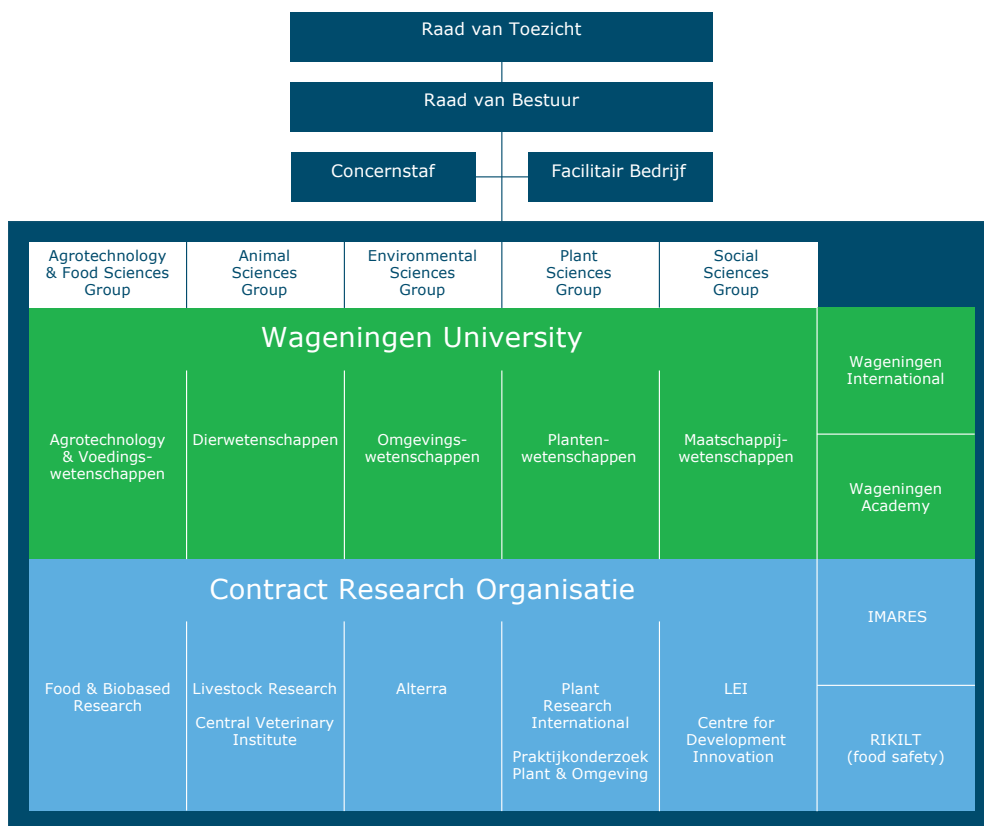 Raad van Toezicht
Raad van Bestuur
Concernstaf
Facilitair Bedrijf
Agrotechnology
& Food Sciences
Group
Animal
Sciences
Group
Environmental
Sciences
Group
Plant
Sciences
Group
Social
Sciences
Group
Wageningen University
Wageningen
International
Agrotechnology
& Voedings-
wetenschappen
Dierwetenschappen
Omgevings-
wetenschappen
Planten-
wetenschappen
Maatschappij-
wetenschappen
Wageningen
Academy
Contract Research Organisatie
IMARES
Food & Biobased
Research
Livestock Research
Central Veterinary
Institute
Alterra
Plant
Research
International
Praktijkonderzoek
Plant & Omgeving
LEI
Centre for
Development
Innovation
RIKILT
(food safety)